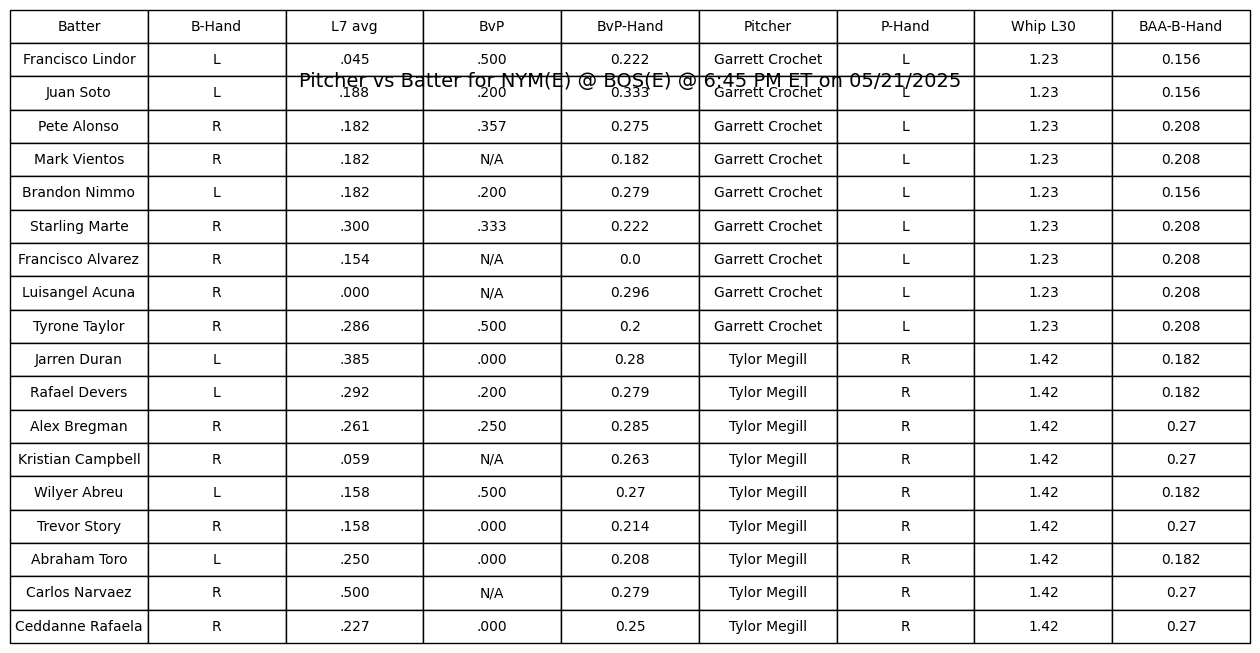 Batter B-Hand L7 avg BvP BvP-Hand Pitcher P-Hand Whip L30 BAA-B-Hand
Francisco Lindor L .045 .500 0.222 Garrett Crochet L 1.23 0.156
Pitcher vs Batter for NYM(E) @ BOS(E) @ 6:45 PM ET on 05/21/2025
Juan Soto L .188 .200 0.333 Garrett Crochet L 1.23 0.156
Pete Alonso R .182 .357 0.275 Garrett Crochet L 1.23 0.208
Mark Vientos R .182 N/A 0.182 Garrett Crochet L 1.23 0.208
Brandon Nimmo L .182 .200 0.279 Garrett Crochet L 1.23 0.156
Starling Marte R .300 .333 0.222 Garrett Crochet L 1.23 0.208
Francisco Alvarez R .154 N/A 0.0 Garrett Crochet L 1.23 0.208
Luisangel Acuna R .000 N/A 0.296 Garrett Crochet L 1.23 0.208
Tyrone Taylor R .286 .500 0.2 Garrett Crochet L 1.23 0.208
Jarren Duran L .385 .000 0.28 Tylor Megill R 1.42 0.182
Rafael Devers L .292 .200 0.279 Tylor Megill R 1.42 0.182
Alex Bregman R .261 .250 0.285 Tylor Megill R 1.42 0.27
Kristian Campbell R .059 N/A 0.263 Tylor Megill R 1.42 0.27
Wilyer Abreu L .158 .500 0.27 Tylor Megill R 1.42 0.182
Trevor Story R .158 .000 0.214 Tylor Megill R 1.42 0.27
Abraham Toro L .250 .000 0.208 Tylor Megill R 1.42 0.182
Carlos Narvaez R .500 N/A 0.279 Tylor Megill R 1.42 0.27
Ceddanne Rafaela R .227 .000 0.25 Tylor Megill R 1.42 0.27